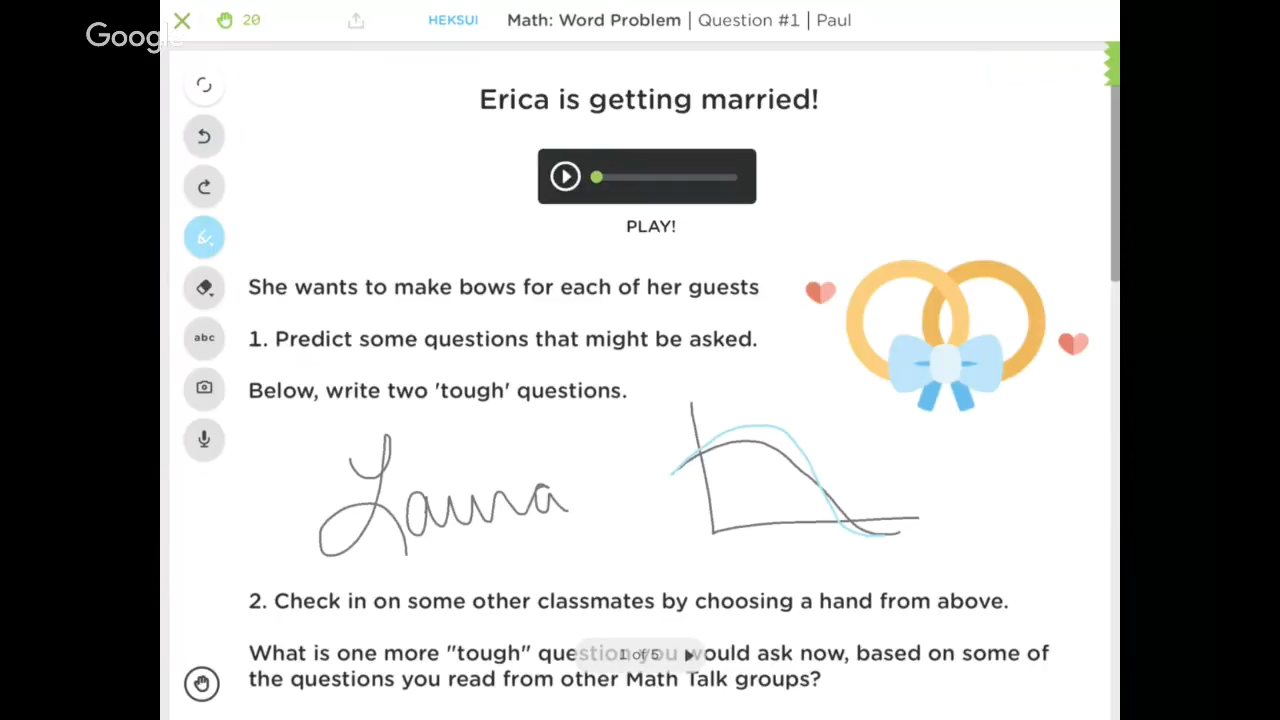 Google
20 HEKSUI Math: Word Problem | Question #1 | Paul
Erica is getting married!
PLAY!
She wants to make bows for each of her guests
1. Predict some questions that might be asked.
Below, write two 'tough' questions.
abc
Laura
2. Check in on some other classmates by choosing a hand from above.
What is one more "tough" question you would ask now, based on some of
1 of 5
the questions you read from other Math Talk groups?